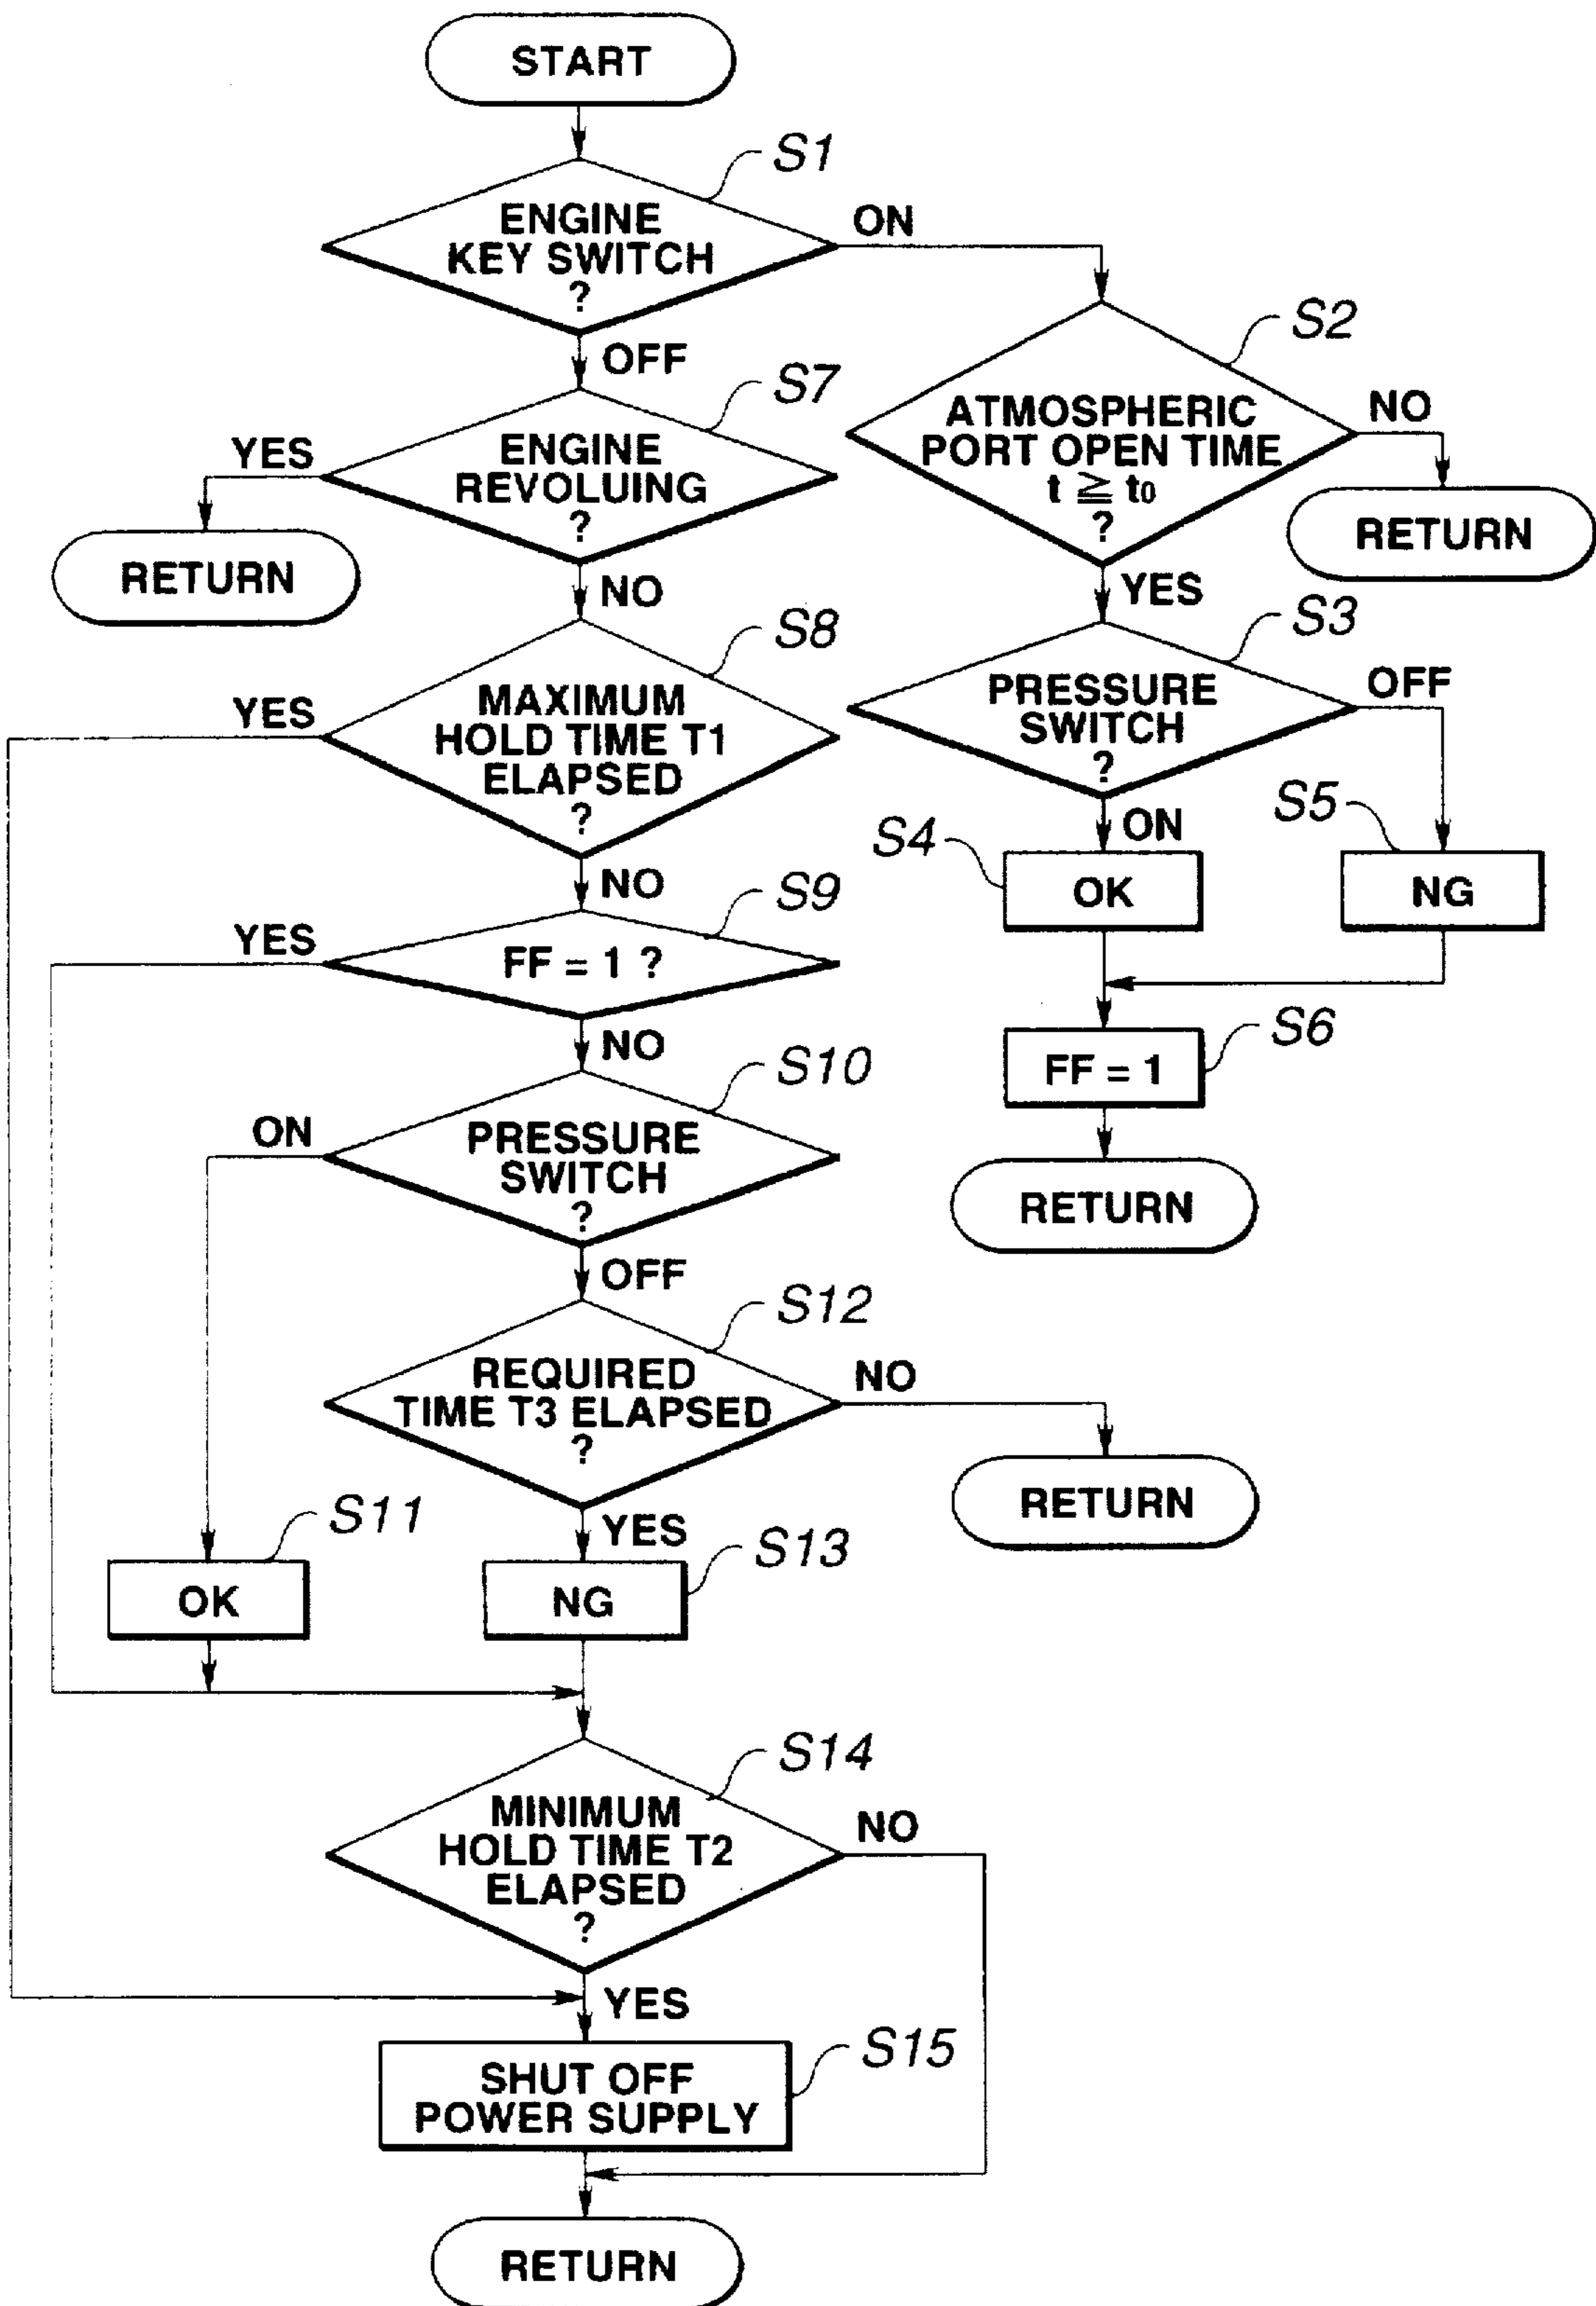 START
S1
ENGINE
KEY SWITCH
?
ON
OFF
S2
ATMOSPHERIC
PORT OPEN TIME
t ≧ t0
?
NO
RETURN
YES
S7
ENGINE
REVOLUING
?
YES
RETURN
NO
S3
PRESSURE
SWITCH
?
OFF
ON
S4
OK
S5
NG
S6
FF = 1
RETURN
S8
MAXIMUM
HOLD TIME T1
ELAPSED
?
YES
NO
S9
FF = 1 ?
YES
NO
S10
PRESSURE
SWITCH
?
ON
OFF
S12
REQUIRED
TIME T3 ELAPSED
?
NO
RETURN
YES
S11
OK
S13
NG
S14
MINIMUM
HOLD TIME T2
ELAPSED
?
NO
YES
S15
SHUT OFF
POWER SUPPLY
RETURN